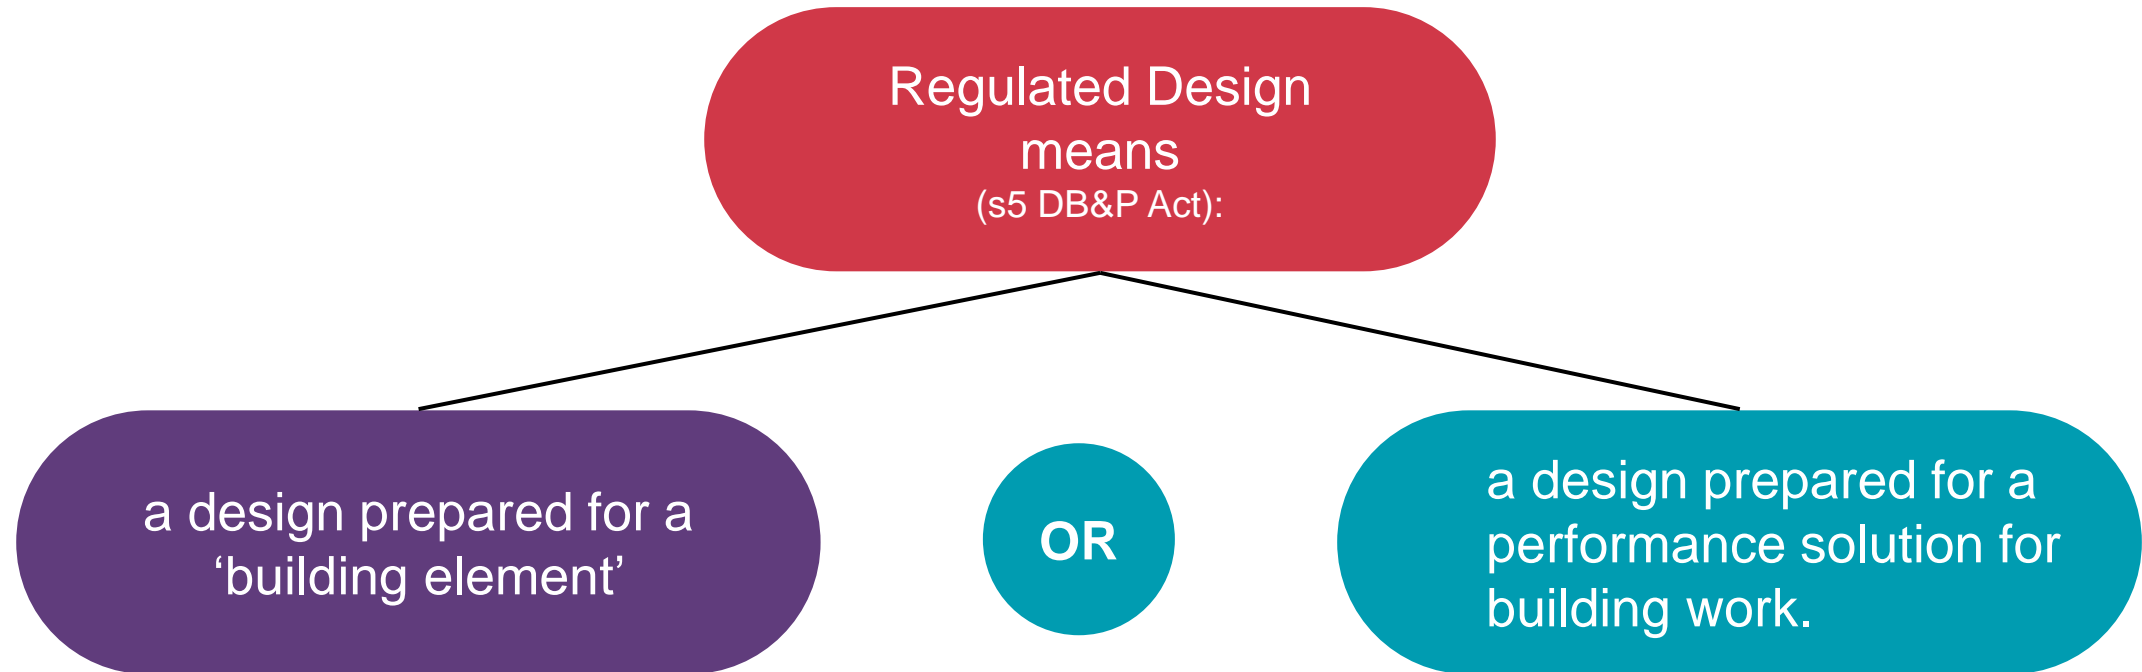 Regulated Design
means
(s5 DB&P Act):
a design prepared for a
‘building element’
OR
a design prepared for a
performance solution for
building work.